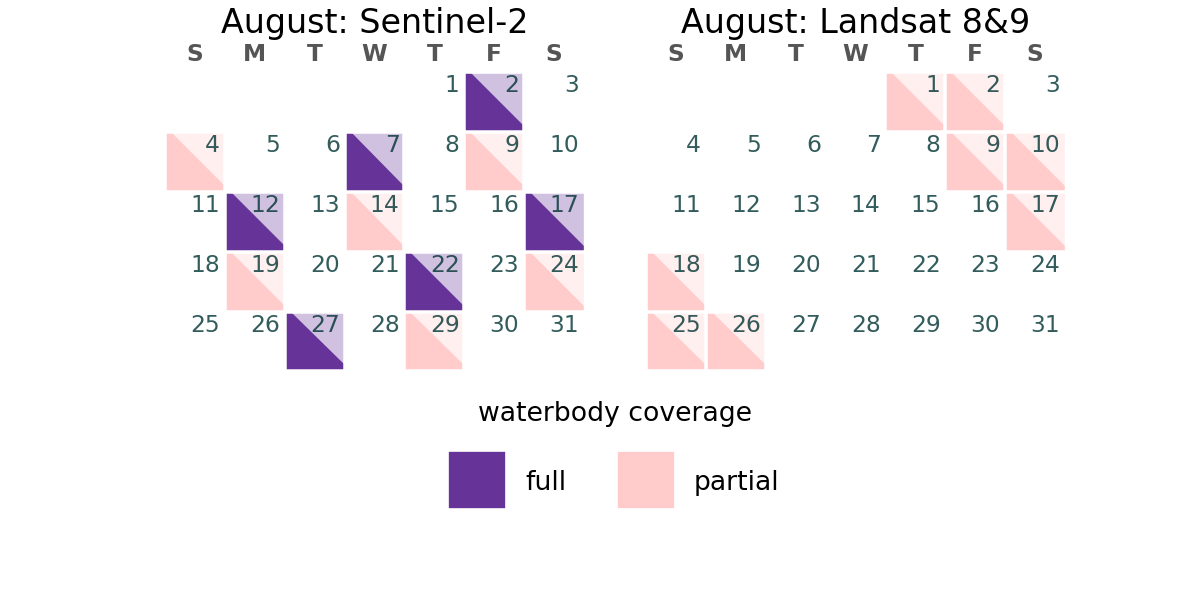 August: Sentinel-2
S M T W T F S
1 2 3
4 5 6 7 8 9 10
11 12 13 14 15 16 17
18 19 20 21 22 23 24
25 26 27 28 29 30 31
August: Landsat 8&9
S M T W T F S
1 2 3
4 5 6 7 8 9 10
11 12 13 14 15 16 17
18 19 20 21 22 23 24
25 26 27 28 29 30 31
waterbody coverage
full
partial